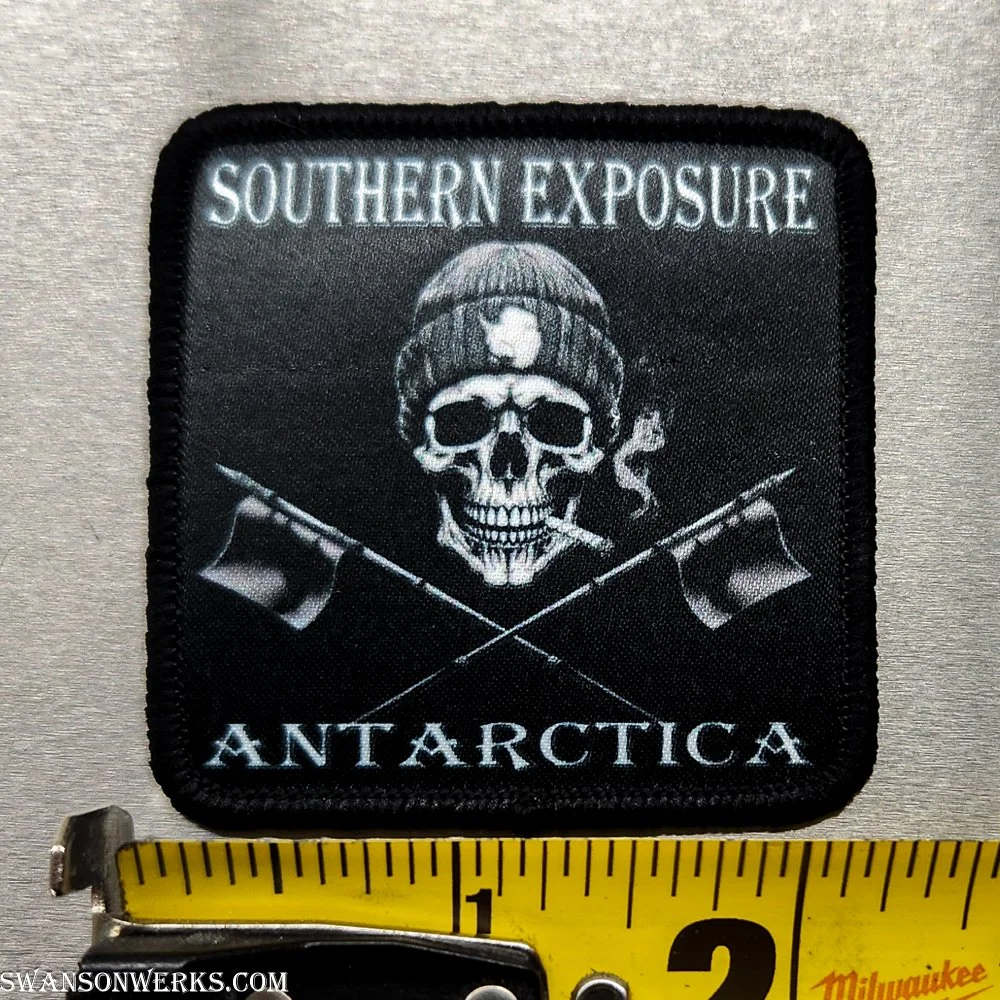 SOUTHERN EXPOSURE
ANTARCTICA
1
2
Milwaukee
SWANSONWERKS.COM